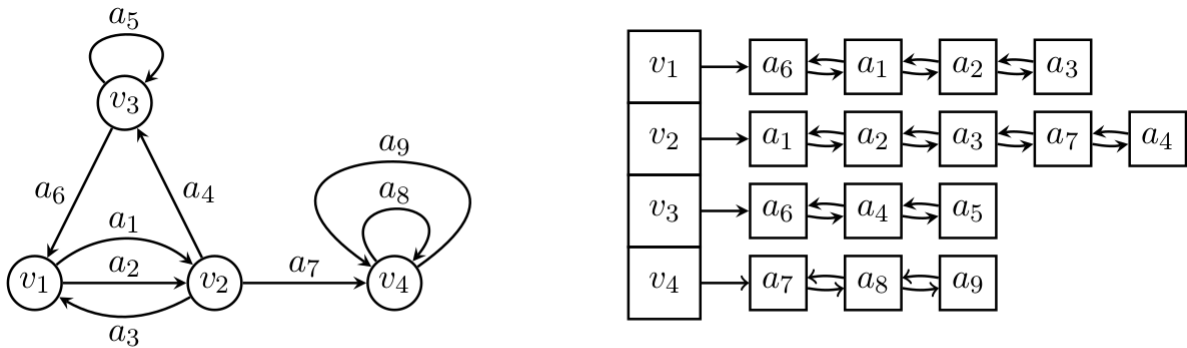 a₅
v₃
a₉
a₈
a₆
a₄
a₁
a₂
v₁
v₂
a₇
v₄
a₃
v₁ a₆ a₁ a₂ a₃
v₂ a₁ a₂ a₃ a₇ a₄
v₃ a₆ a₄ a₅
v₄ a₇ a₈ a₉